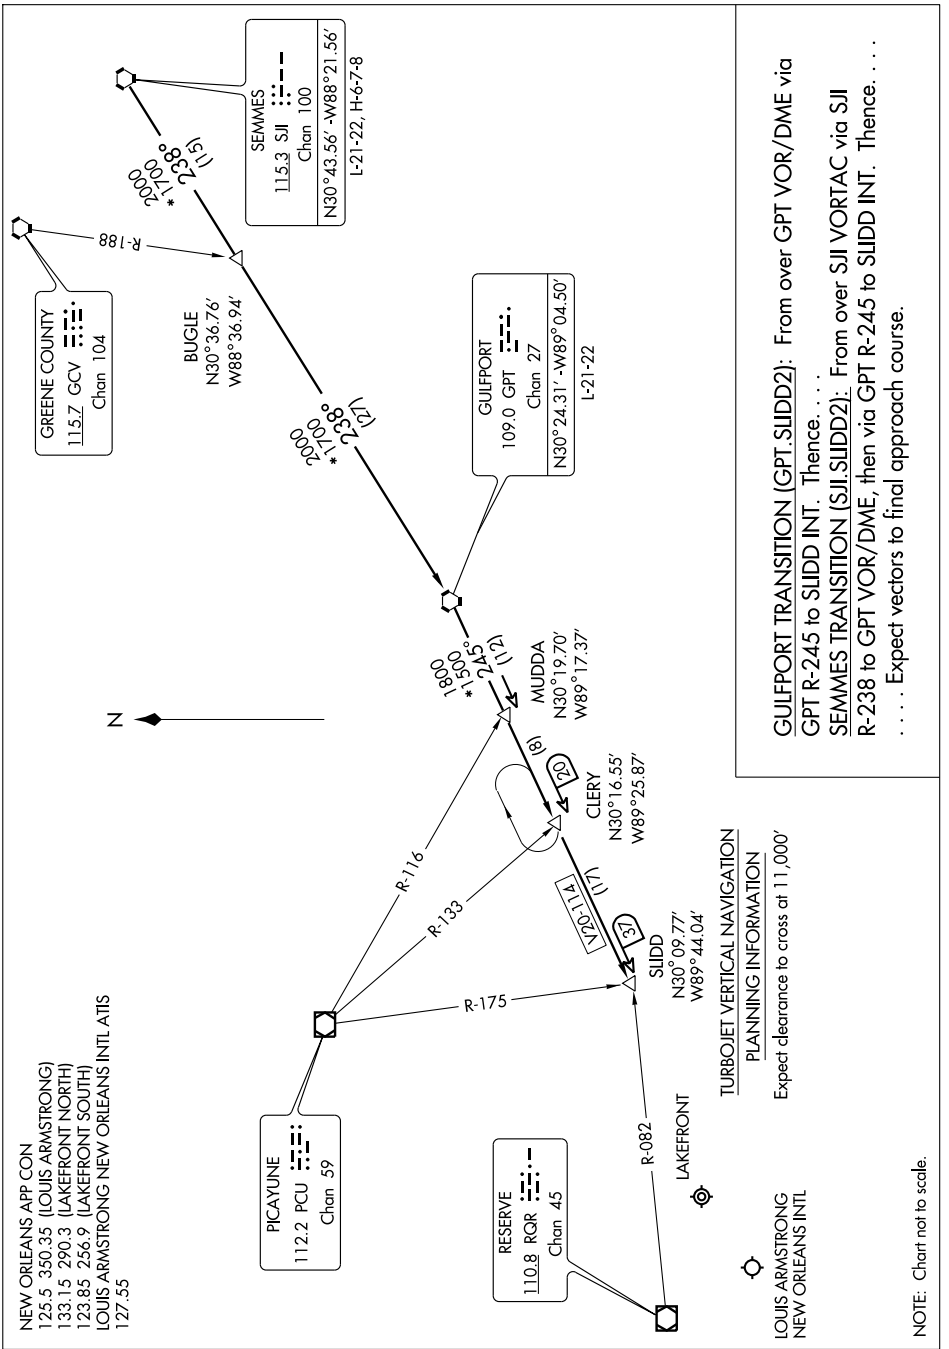 NEW ORLEANS APP CON
125.5 350.35 (LOUIS ARMSTRONG)
133.15 290.3 (LAKEFRONT NORTH)
123.85 256.9 (LAKEFRONT SOUTH)
LOUIS ARMSTRONG NEW ORLEANS INTL ATIS
127.55
N
GREENE COUNTY
115.7 GCV
Chan 104
R-188
SEMMES
115.3 SJI
Chan 100
N30°43.56' -W88°21.56'
L-21-22, H-6-7-8
2000
*1700
238°
(15)
BUGLE
N30°36.76'
W88°36.94'
2000
*1700
238°
(27)
GULFPORT
109.0 GPT
Chan 27
N30°24.31' -W89°04.50'
L-21-22
1800
*1500
245°
(12)
MUDDA
N30°19.70'
W89°17.37'
(8)
20
CLERY
N30°16.55'
W89°25.87'
V20-114
(17)
37
SLIDD
N30°09.77'
W89°44.04'
R-116
R-133
R-175
PICAYUNE
112.2 PCU
Chan 59
RESERVE
110.8 RQR
Chan 45
R-082
LAKEFRONT
LOUIS ARMSTRONG
NEW ORLEANS INTL
TURBOJET VERTICAL NAVIGATION
PLANNING INFORMATION
Expect clearance to cross at 11,000'
NOTE: Chart not to scale.
GULFPORT TRANSITION (GPT.SLIDD2): From over GPT VOR/DME via
GPT R-245 to SLIDD INT. Thence. . . .
SEMMES TRANSITION (SJI.SLIDD2): From over SJI VORTAC via SJI
R-238 to GPT VOR/DME, then via GPT R-245 to SLIDD INT. Thence. . . .
. . . . Expect vectors to final approach course.